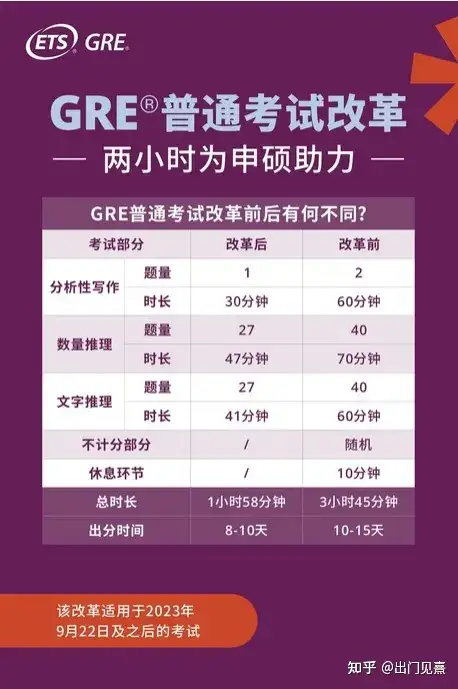 ETS® GRE®
GRE®普通考试改革
两小时为申硕助力
GRE普通考试改革前后有何不同?
考试部分 改革后 改革前
分析性写作 题量 1 2
时长 30分钟 60分钟
数量推理 题量 27 40
时长 47分钟 70分钟
文字推理 题量 27 40
时长 41分钟 60分钟
不计分部分 / 随机
休息环节 / 10分钟
总时长 1小时58分钟 3小时45分钟
出分时间 8-10天 10-15天
该改革适用于2023年
9月22日及之后的考试
知乎 @出门见熹